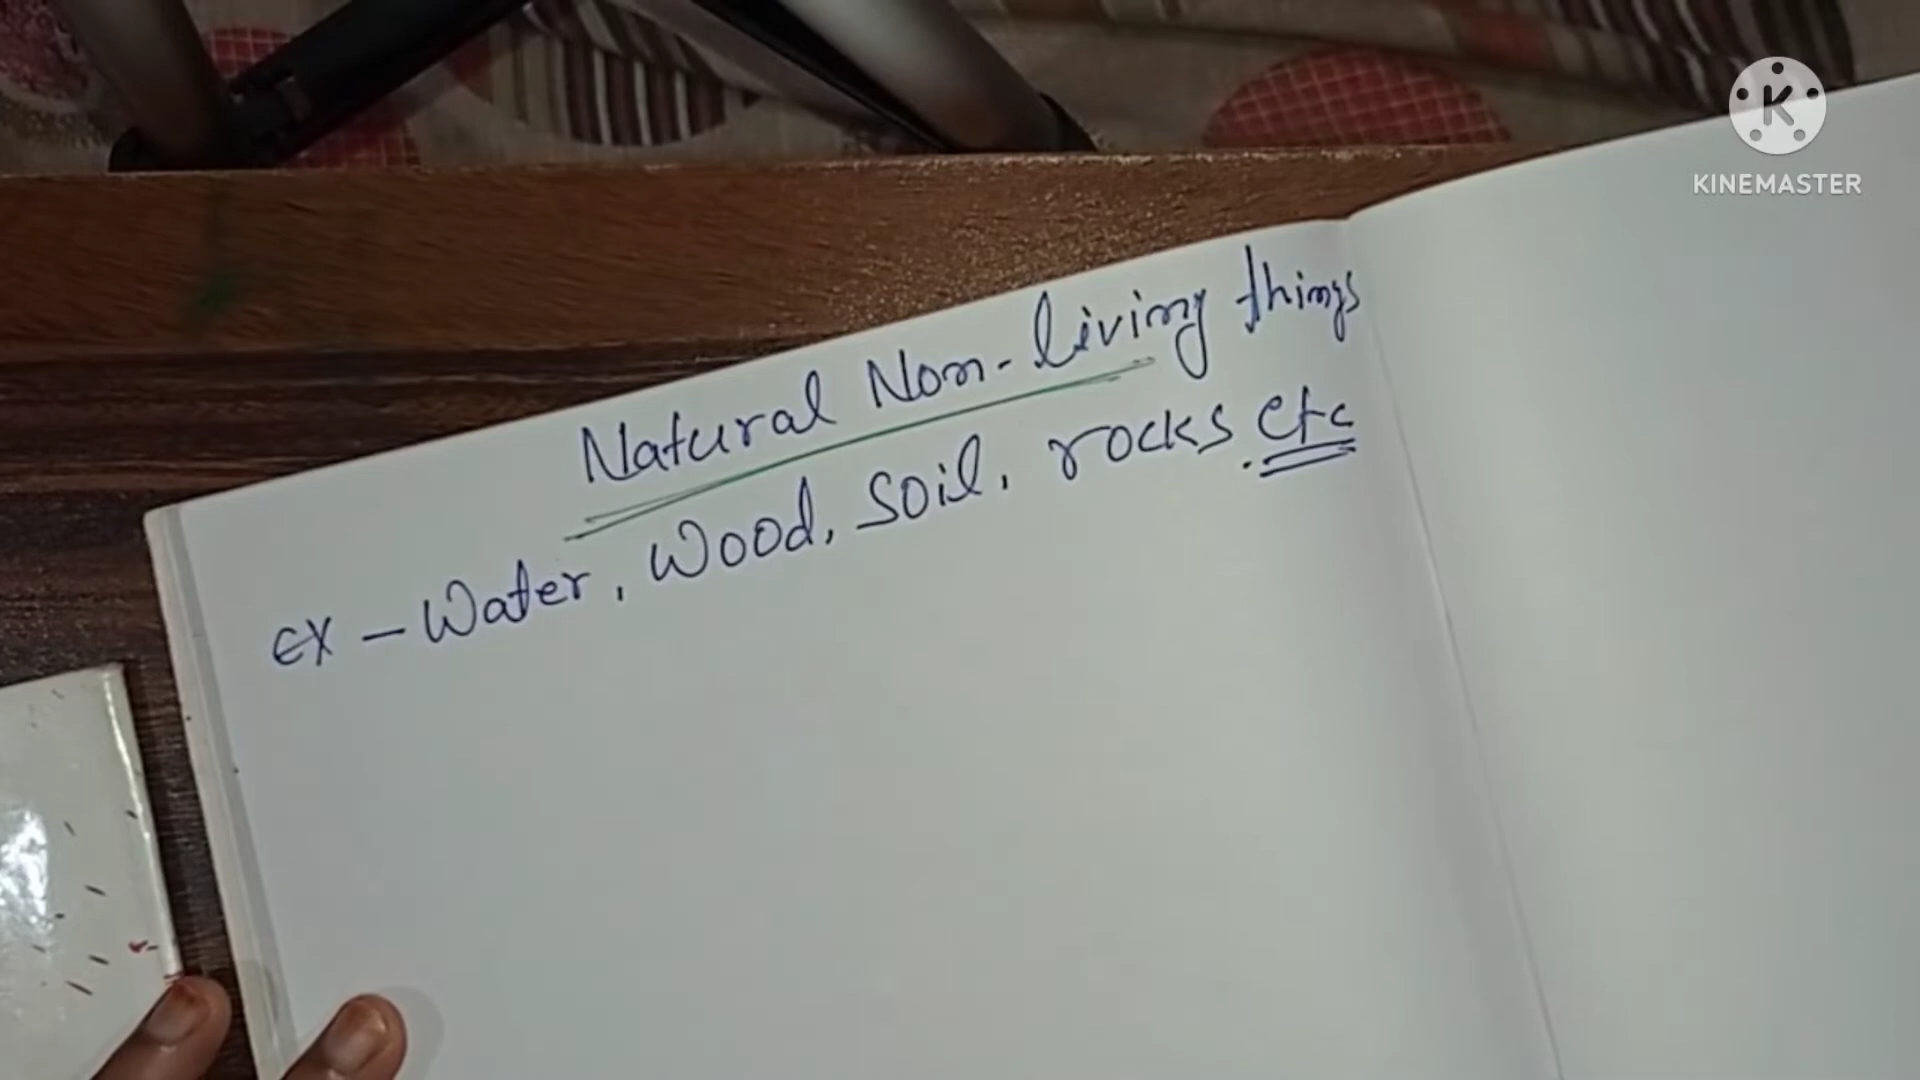 KINEMASTER
Natural Non-living things
EX - Water, Wood, Soil, rocks etc